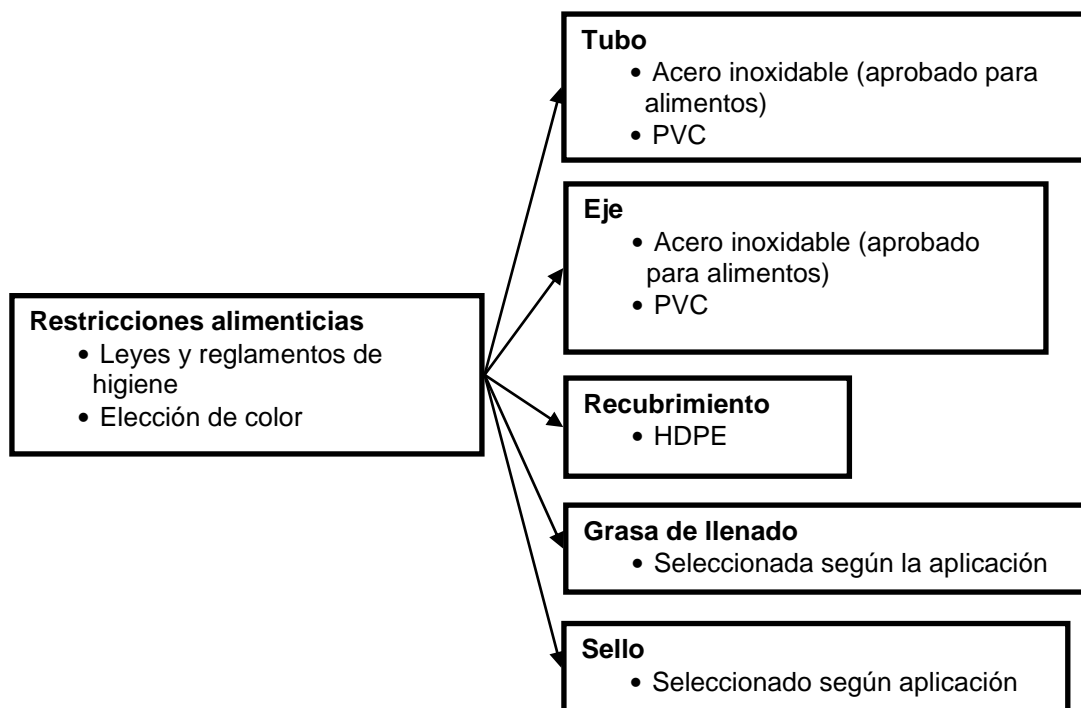 Tubo
• Acero inoxidable (aprobado para
alimentos)
• PVC
Eje
• Acero inoxidable (aprobado
para alimentos)
• PVC
Restricciones alimenticias
• Leyes y reglamentos de
higiene
• Elección de color
Recubrimiento
• HDPE
Grasa de llenado
• Seleccionada según la aplicación
Sello
• Seleccionado según aplicación